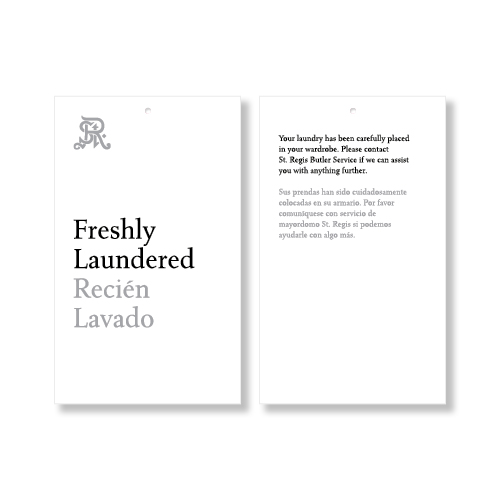 Freshly
Laundered
Recién
Lavado
Your laundry has been carefully placed
in your wardrobe. Please contact
St. Regis Butler Service if we can assist
you with anything further.
Sus prendas han sido cuidadosamente
colocadas en su armario. Por favor
comuníquese con servicio de
mayordomo St. Regis si podemos
ayudarle con algo más.